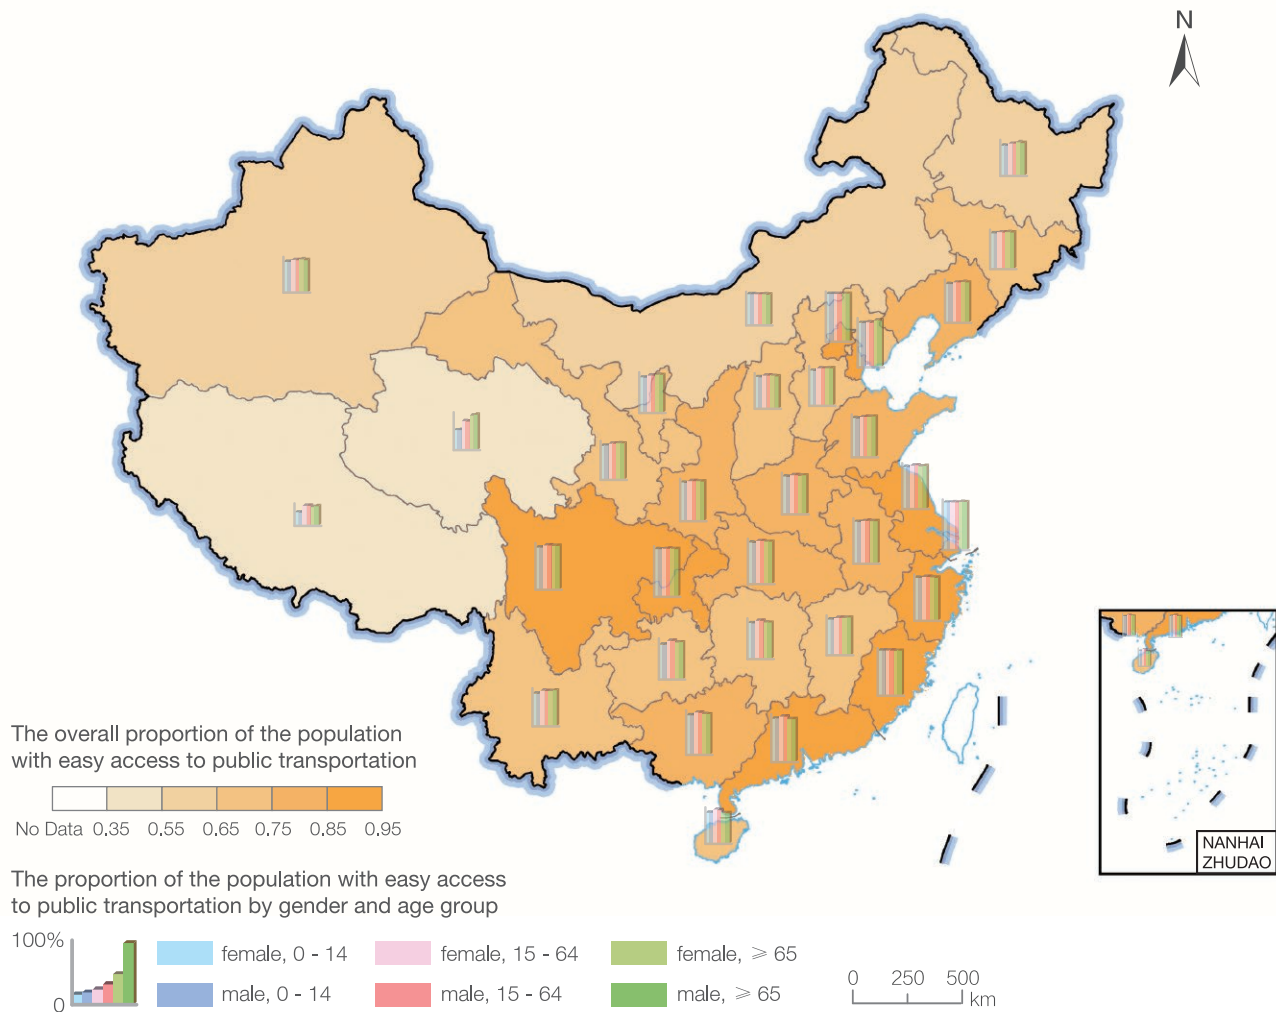 N
The overall proportion of the population
with easy access to public transportation
No Data 0.35 0.55 0.65 0.75 0.85 0.95
The proportion of the population with easy access
to public transportation by gender and age group
100%
0
female, 0 - 14
female, 15 - 64
female, ⩾ 65
male, 0 - 14
male, 15 - 64
male, ⩾ 65
0 250 500
km
NANHAI
ZHUDAO